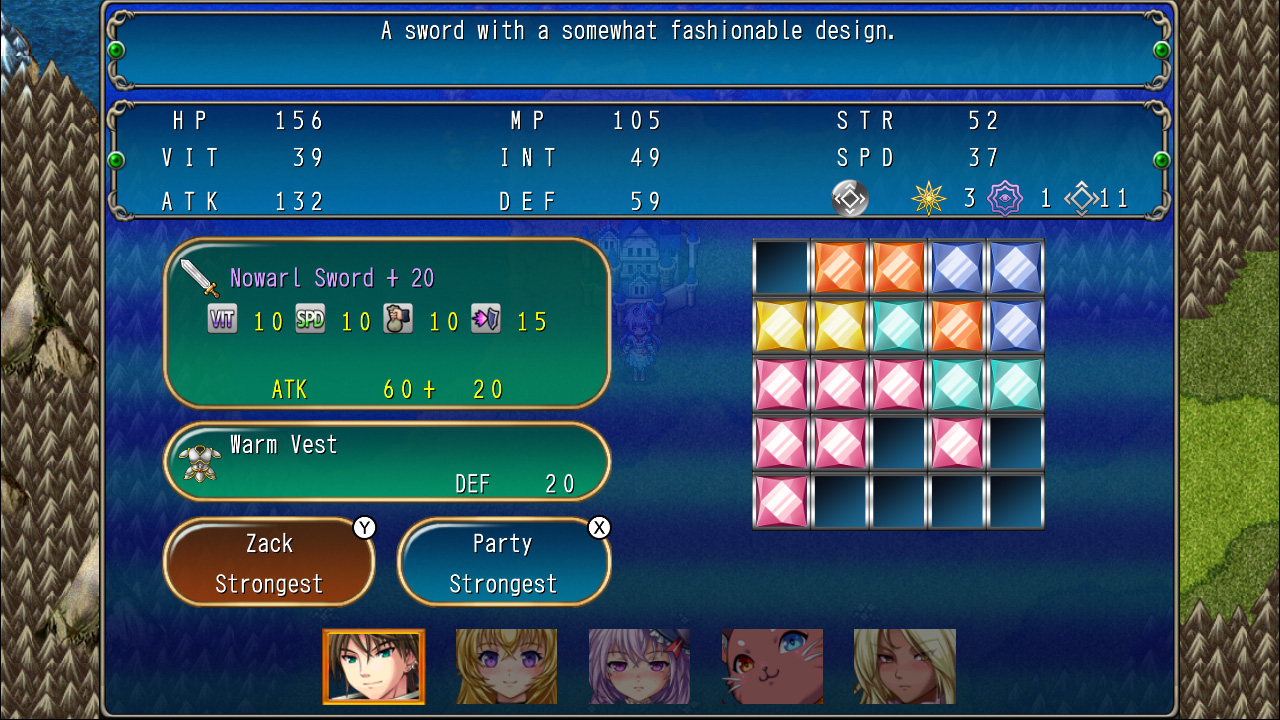 A sword with a somewhat fashionable design.
HP 156 MP 105 STR 52
VIT 39 INT 49 SPD 37
ATK 132 DEF 59 3 1 11
Nowarl Sword + 20
VIT 10 SPD 10 10 15
ATK 60+ 20
Warm Vest
DEF 20
Y
Zack
Strongest
X
Party
Strongest